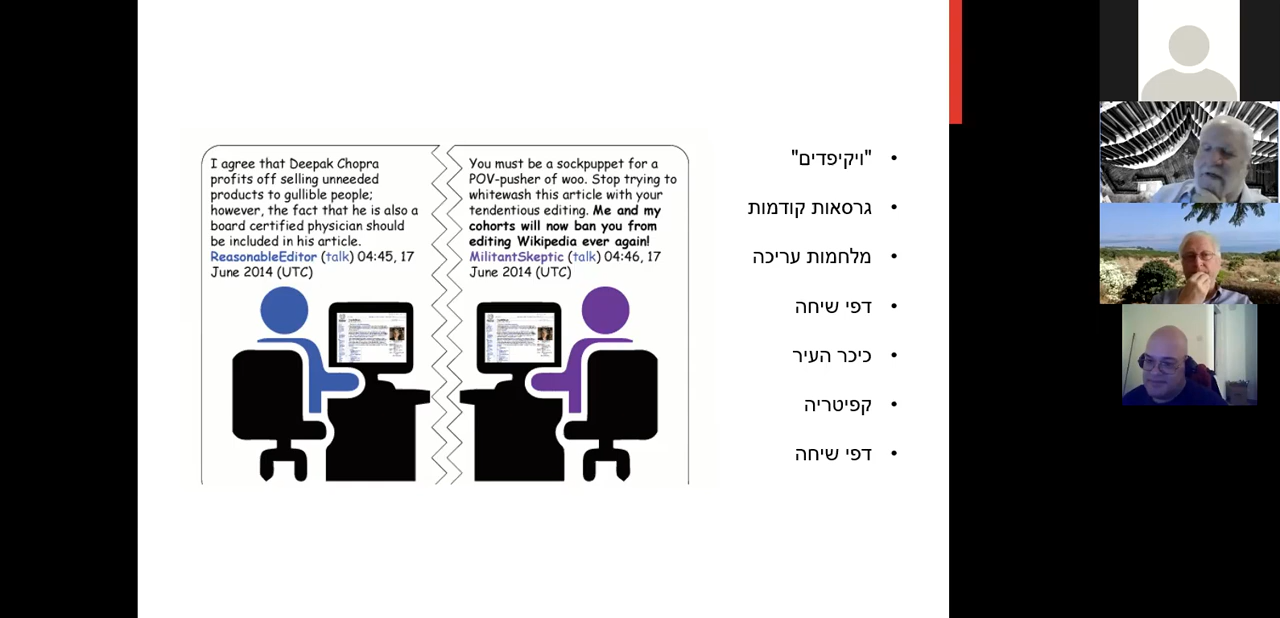 I agree that Deepak Chopra
profits off selling unneeded
products to gullible people;
however, the fact that he is also a
board certified physician should
be included in his article.
ReasonableEditor (talk) 04:45, 17
June 2014 (UTC)
You must be a sockpuppet for a
POV-pusher of woo. Stop trying to
whitewash this article with your
tendentious editing. Me and my
cohorts will now ban you from
editing Wikipedia ever again!
MilitantSkeptic (talk) 04:46, 17
June 2014 (UTC)
• "ויקיפדים"
• גרסאות קודמות
• מלחמות עריכה
• דפי שיחה
• כיכר העיר
• קפיטריה
• דפי שיחה